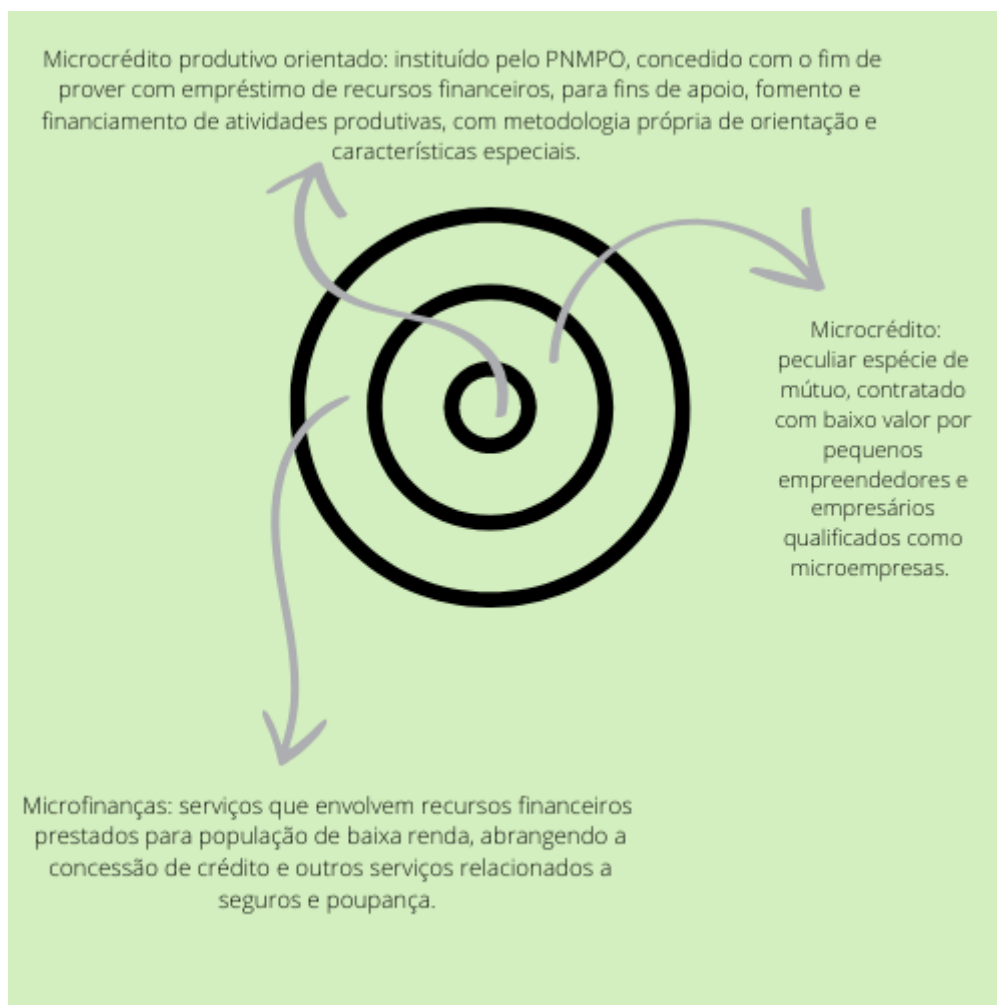 Microcrédito produtivo orientado: instituído pelo PNMPO, concedido com o fim de
prover com empréstimo de recursos financeiros, para fins de apoio, fomento e
financiamento de atividades produtivas, com metodologia própria de orientação e
características especiais.
Microcrédito:
peculiar espécie de
mútuo, contratado
com baixo valor por
pequenos
empreendedores e
empresários
qualificados como
microempresas.
Microfinanças: serviços que envolvem recursos financeiros
prestados para população de baixa renda, abrangendo a
concessão de crédito e outros serviços relacionados a
seguros e poupança.